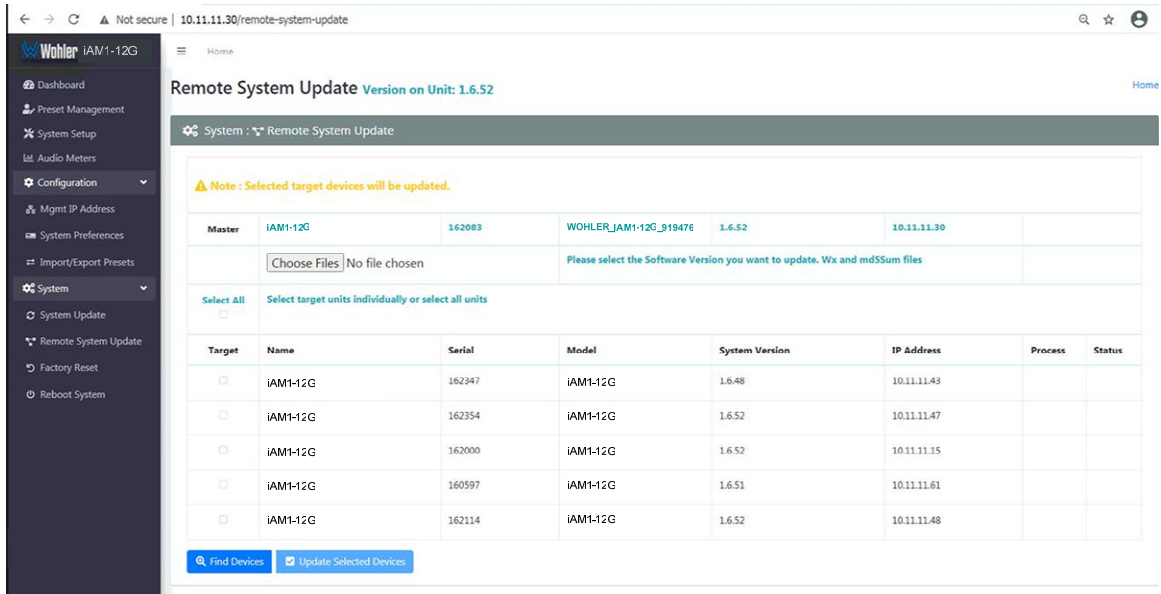 Not secure | 10.11.11.30/remote-system-update
Wohler iAM1-12G
Home
Dashboard
Preset Management
System Setup
Audio Meters
Configuration
Mgmt IP Address
System Preferences
Import/Export Presets
System
System Update
Remote System Update
Factory Reset
Reboot System
Remote System Update Version on Unit: 1.6.52
Home
System : Remote System Update
Note : Selected target devices will be updated.
Master iAM1-12G 162083 WOHLER_IAM1-12G_919476 1.6.52 10.11.11.30
Choose Files No file chosen Please select the Software Version you want to update. Wx and md5Sum files
Select All Select target units individually or select all units
Target Name Serial Model System Version IP Address Process Status
iAM1-12G 162347 iAM1-12G 1.6.48 10.11.11.43
iAM1-12G 162354 iAM1-12G 1.6.52 10.11.11.47
iAM1-12G 162000 iAM1-12G 1.6.52 10.11.11.15
iAM1-12G 160597 iAM1-12G 1.6.51 10.11.11.61
iAM1-12G 162114 iAM1-12G 1.6.52 10.11.11.48
Find Devices Update Selected Devices